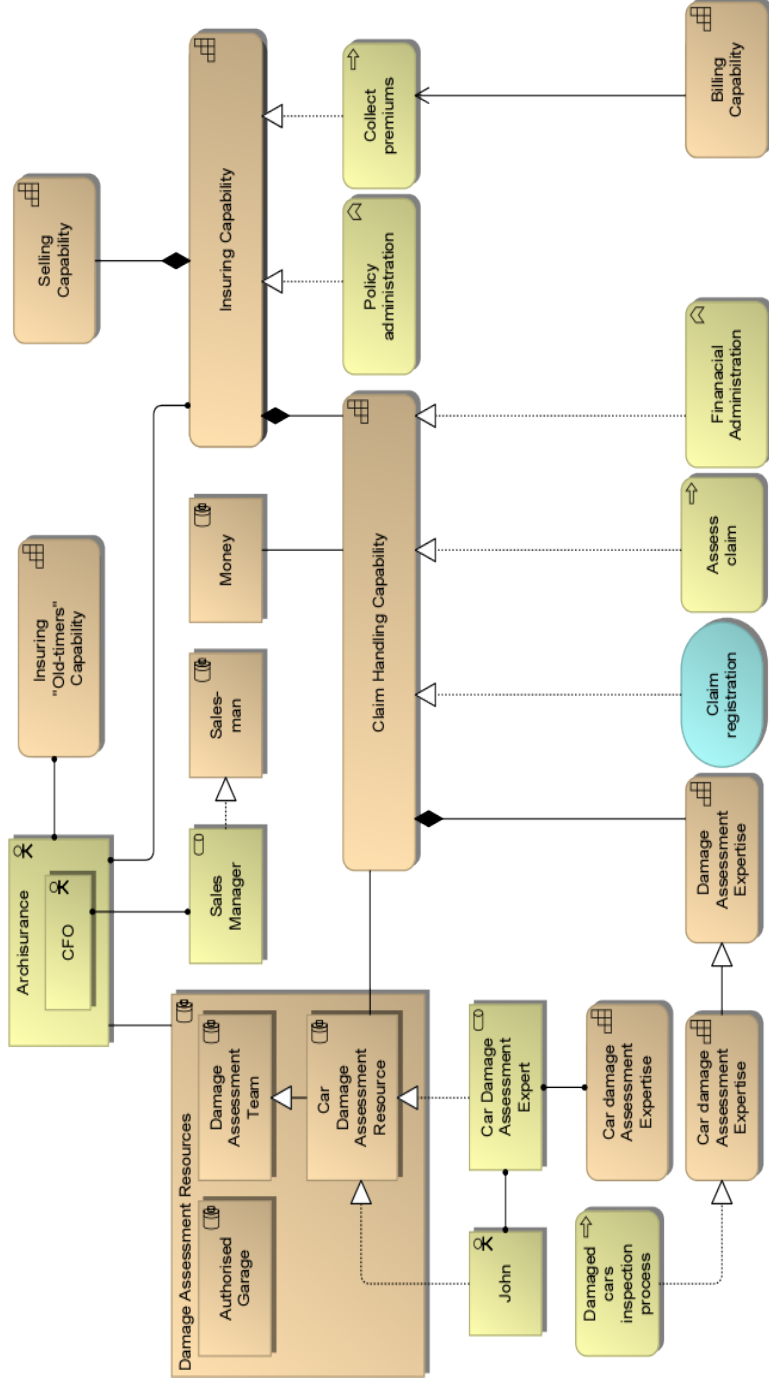 Archisurance
CFO
Insuring
"Old-timers"
Capability
Selling
Capability
Damage Assessment Resources
Authorised
Garage
Damage
Assessment
Team
Car
Damage
Assessment
Resource
Sales
Manager
Sales-
man
Money
Insuring Capability
Claim Handling Capability
Policy
administration
Collect
premiums
John
Car Damage
Assessment
Expert
Damaged
cars
inspection
process
Car damage
Assessment
Expertise
Car damage
Assessment
Expertise
Damage
Assessment
Expertise
Claim
registration
Assess
claim
Finanacial
Administration
Billing
Capability